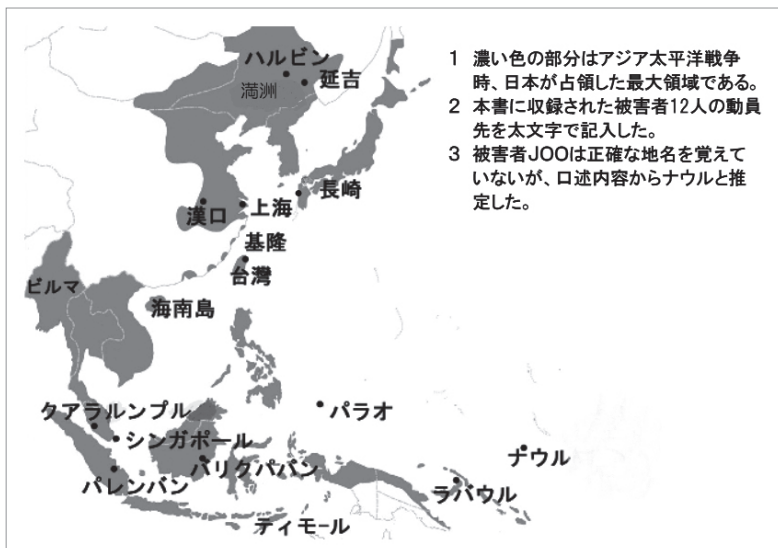 ハルビン
延吉
満洲
長崎
漢口
上海
基隆
台灣
ビルマ
海南島
クアラルンプル
シンガポール
パレンバン
バリクパパン
パラオ
ナウル
ラバウル
ティモール
1 濃い色の部分はアジア太平洋戦争
時、日本が占領した最大領域である。
2 本書に収録された被害者12人の動員
先を太文字で記入した。
3 被害者JOOは正確な地名を覚えて
いないが、口述内容からナウルと推
定した。